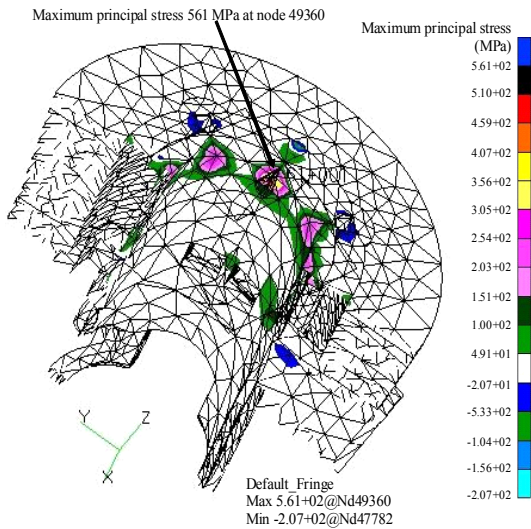 Maximum principal stress 561 MPa at node 49360
Maximum principal stress
(MPa)
5.61+02
5.10+02
4.59+02
4.07+02
3.56+02
3.05+02
2.54+02
2.03+02
1.51+02
1.00+02
4.91+01
-2.07+01
-5.33+02
-1.04+02
-1.56+02
-2.07+02
Y
Z
X
Default_Fringe
Max 5.61+02@Nd49360
Min -2.07+02@Nd47782